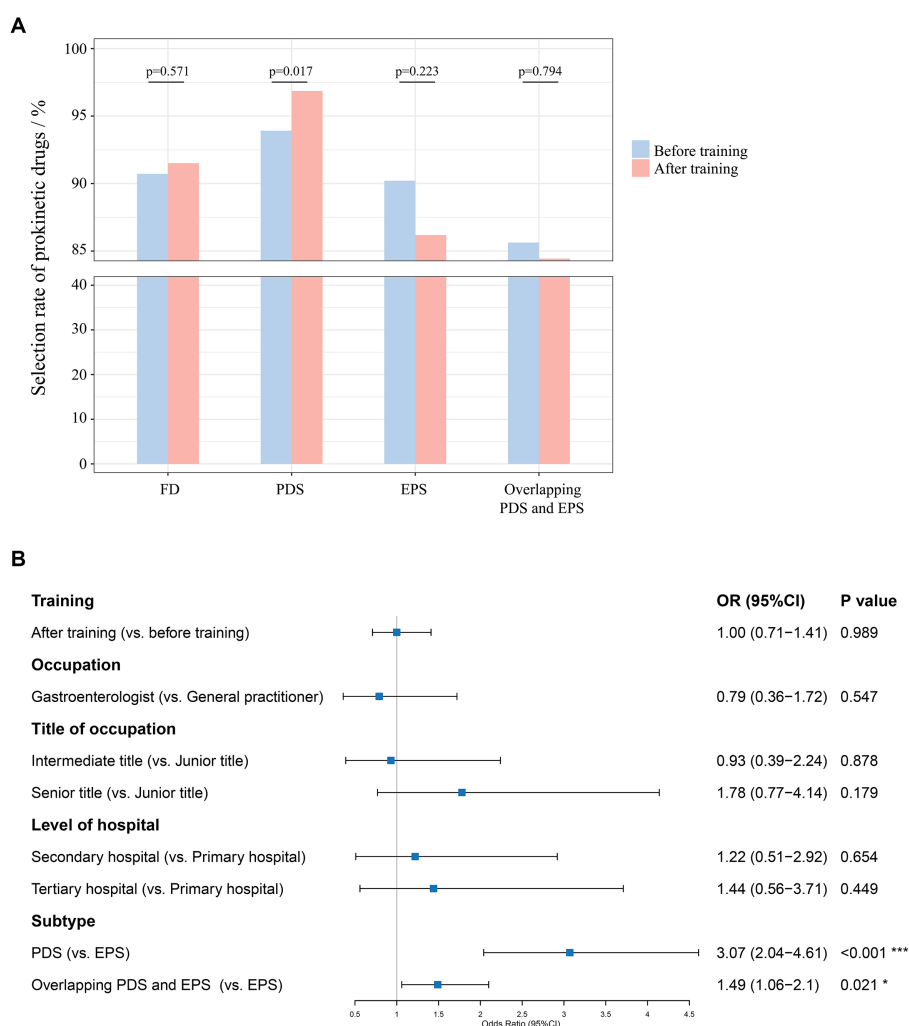 A
Selection rate of prokinetic drugs / %
100
95
90
85
40
30
20
10
0
p=0.571
p=0.017
p=0.223
p=0.794
FD
PDS
EPS
Overlapping
PDS and EPS
Before training
After training
B
Training OR (95%CI) P value
After training (vs. before training) 1.00 (0.71−1.41) 0.989
Occupation
Gastroenterologist (vs. General practitioner) 0.79 (0.36−1.72) 0.547
Title of occupation
Intermediate title (vs. Junior title) 0.93 (0.39−2.24) 0.878
Senior title (vs. Junior title) 1.78 (0.77−4.14) 0.179
Level of hospital
Secondary hospital (vs. Primary hospital) 1.22 (0.51−2.92) 0.654
Tertiary hospital (vs. Primary hospital) 1.44 (0.56−3.71) 0.449
Subtype
PDS (vs. EPS) 3.07 (2.04−4.61) <0.001 ***
Overlapping PDS and EPS (vs. EPS) 1.49 (1.06−2.1) 0.021 *
0.5 1 1.5 2 2.5 3 3.5 4 4.5
Odds Ratio (95%CI)